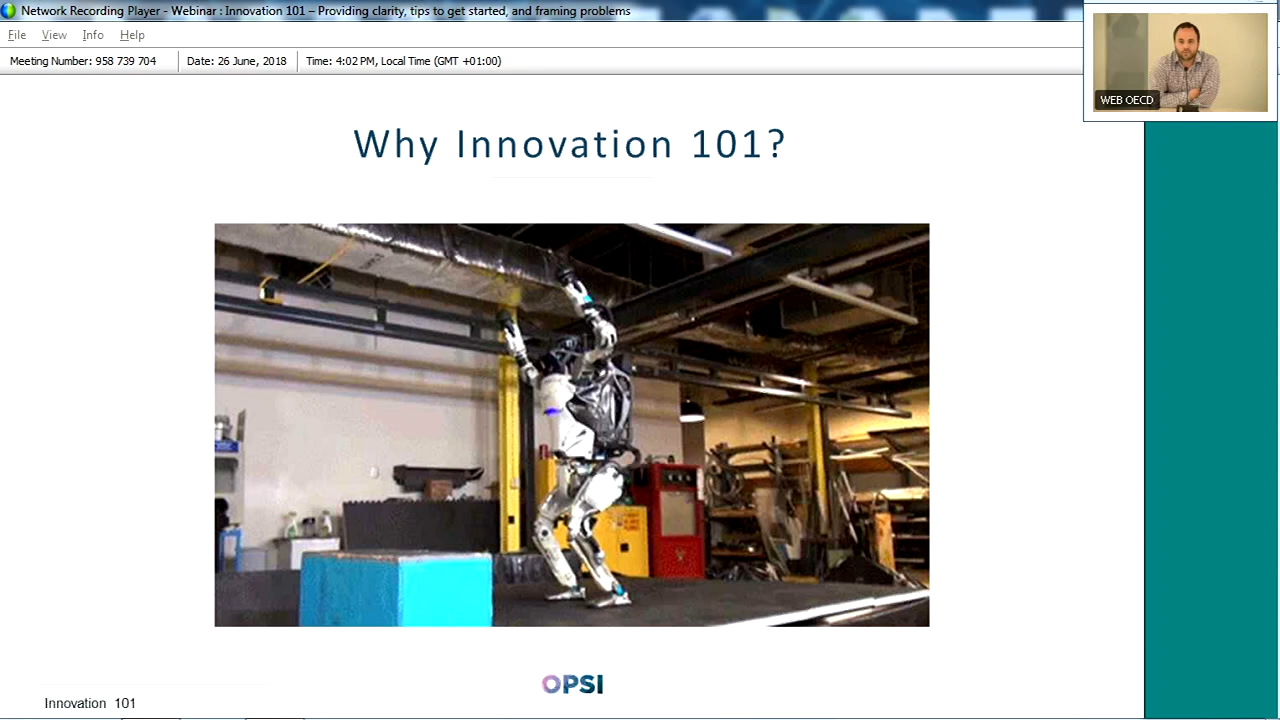 Network Recording Player - Webinar : Innovation 101 – Providing clarity, tips to get started, and framing problems
File View Info Help
Meeting Number: 958 739 704 Date: 26 June, 2018 Time: 4:02 PM, Local Time (GMT +01:00)
WEB OECD
Why Innovation 101?
OPSI
Innovation 101